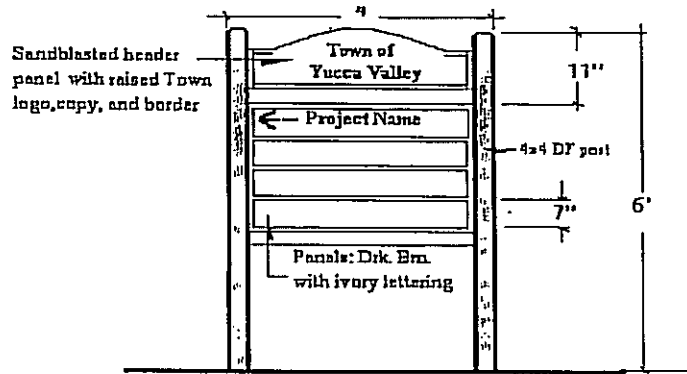 Sandblasted header
panel with raised Town
logo,copy, and border
Town of
Yucca Valley
Project Name
11"
4x4 DF post
7"
6'
Panels: Drk. Brn.
with ivory lettering